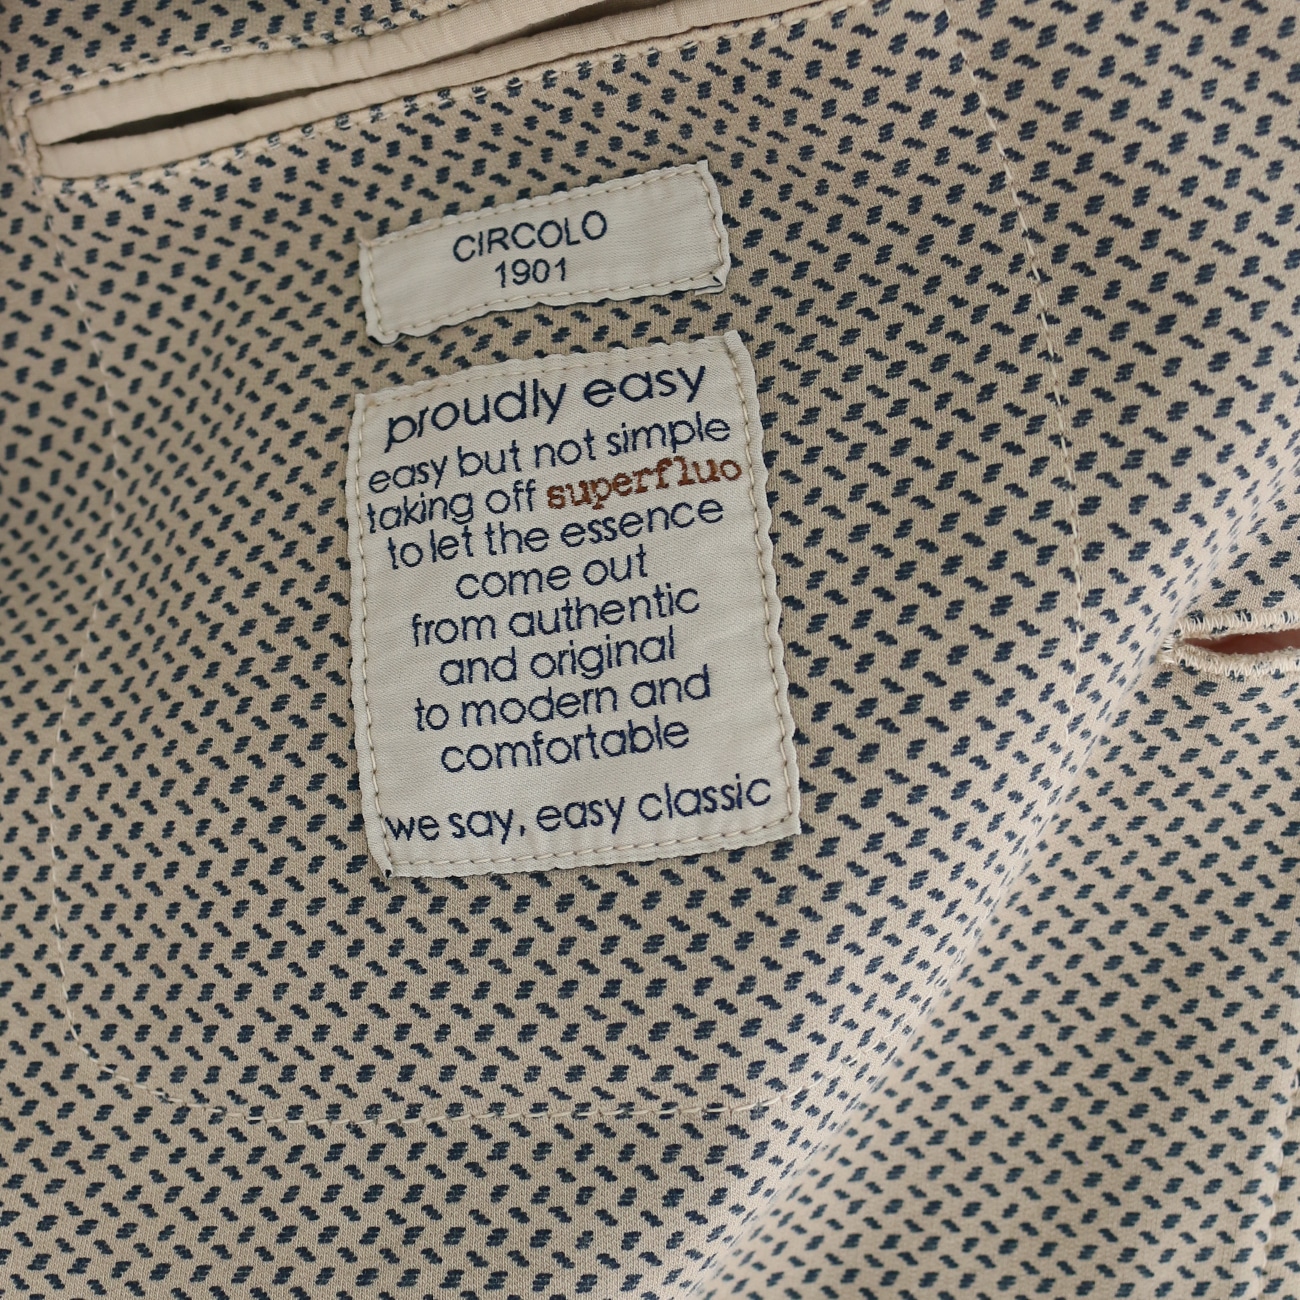 CIRCOLO
1901
proudly easy
easy but not simple
taking off superfluo
to let the essence
come out
from authentic
and original
to modern and
comfortable
we say, easy classic